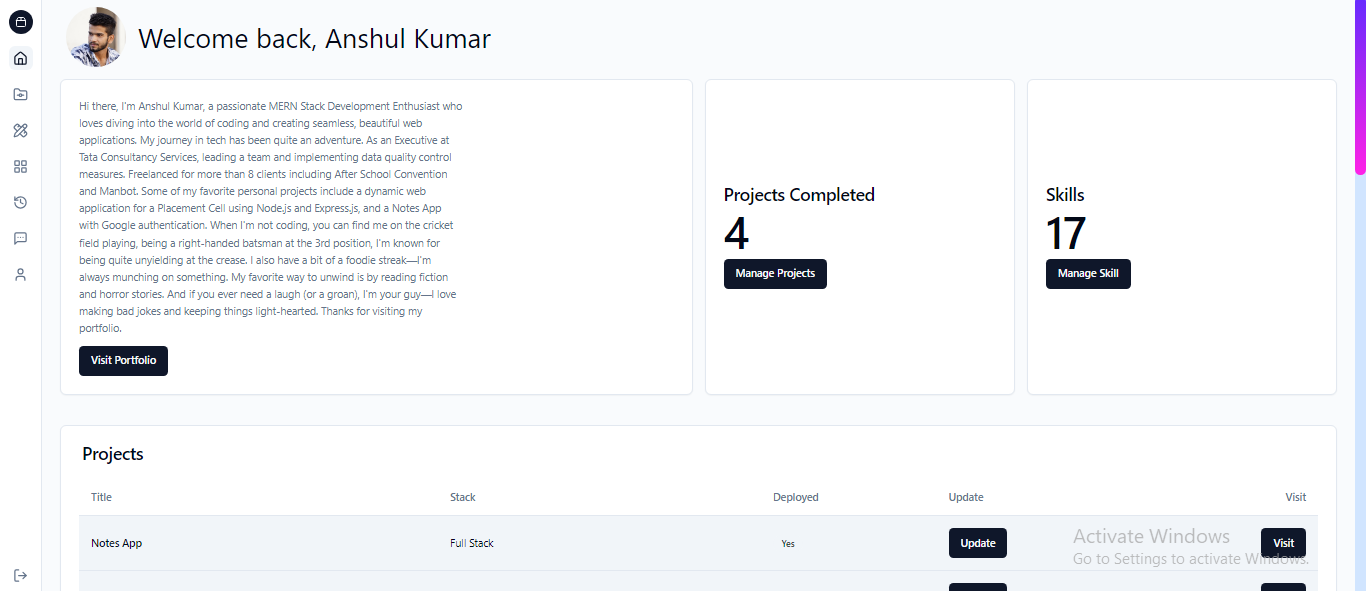 Welcome back, Anshul Kumar
Hi there, I'm Anshul Kumar, a passionate MERN Stack Development Enthusiast who
loves diving into the world of coding and creating seamless, beautiful web
applications. My journey in tech has been quite an adventure. As an Executive at
Tata Consultancy Services, leading a team and implementing data quality control
measures. Freelanced for more than 8 clients including After School Convention
and Manbot. Some of my favorite personal projects include a dynamic web
application for a Placement Cell using Node.js and Express.js, and a Notes App
with Google authentication. When I'm not coding, you can find me on the cricket
field playing, being a right-handed batsman at the 3rd position, I'm known for
being quite unyielding at the crease. I also have a bit of a foodie streak—I'm
always munching on something. My favorite way to unwind is by reading fiction
and horror stories. And if you ever need a laugh (or a groan), I'm your guy—I love
making bad jokes and keeping things light-hearted. Thanks for visiting my
portfolio.
Visit Portfolio
Projects Completed
4
Manage Projects
Skills
17
Manage Skill
Projects
Title Stack Deployed Update Visit
Notes App Full Stack Yes Update Visit
Activate Windows
Go to Settings to activate Windows.